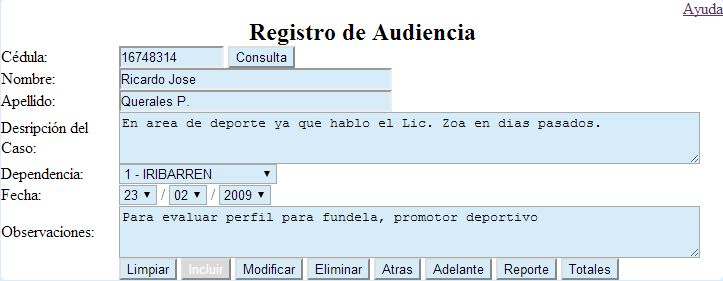 Ayuda
Registro de Audiencia
Cédula: 16748314 Consulta
Nombre: Ricardo Jose
Apellido: Querales P.
Desripción del Caso: En area de deporte ya que hablo el Lic. Zoa en dias pasados.
Dependencia: 1 - IRIBARREN
Fecha: 23 / 02 / 2009
Observaciones: Para evaluar perfil para fundela, promotor deportivo
Limpiar Incluir Modificar Eliminar Atras Adelante Reporte Totales